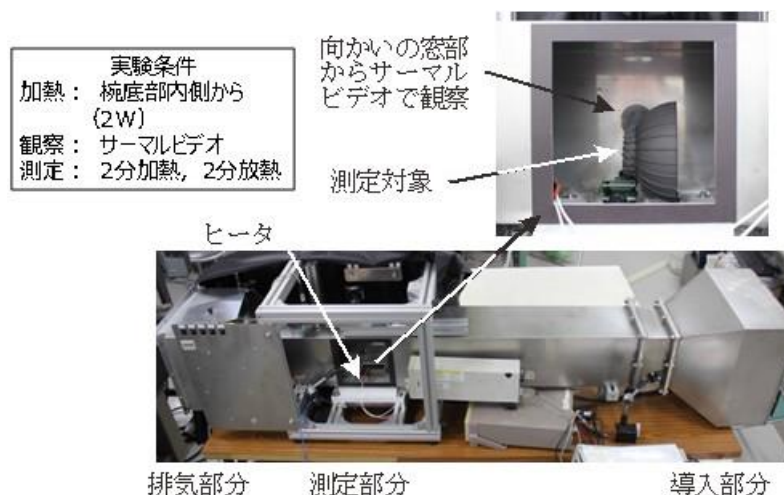 実験条件
加熱： 椀底部内側から
(2W)
観察： サーマルビデオ
測定： 2分加熱，2分放熱
向かいの窓部
からサーマル
ビデオで観察
測定対象
ヒータ
排気部分
測定部分
導入部分